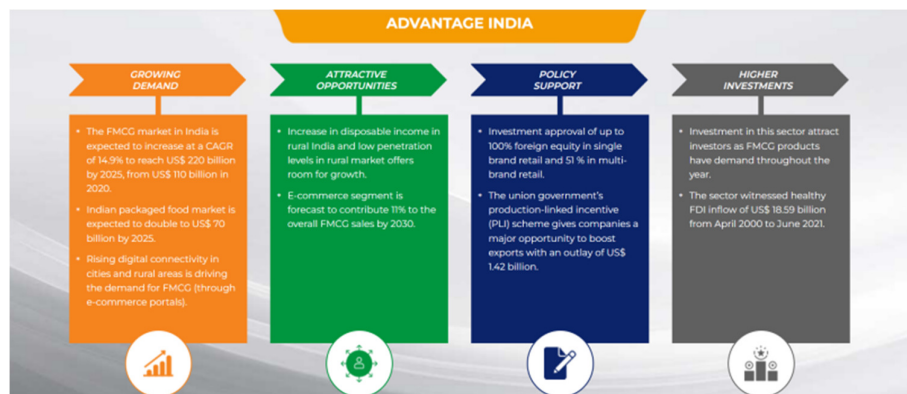 ADVANTAGE INDIA
GROWING
DEMAND
• The FMCG market in India is
expected to increase at a CAGR
of 14.9% to reach US$ 220 billion
by 2025, from US$ 110 billion in
2020.
• Indian packaged food market is
expected to double to US$ 70
billion by 2025.
• Rising digital connectivity in
cities and rural areas is driving
the demand for FMCG (through
e-commerce portals).
ATTRACTIVE
OPPORTUNITIES
• Increase in disposable income in
rural India and low penetration
levels in rural market offers
room for growth.
• E-commerce segment is
forecast to contribute 11% to the
overall FMCG sales by 2030.
POLICY
SUPPORT
• Investment approval of up to
100% foreign equity in single
brand retail and 51 % in multi-
brand retail.
• The union government's
production-linked incentive
(PLI) scheme gives companies a
major opportunity to boost
exports with an outlay of US$
1.42 billion.
HIGHER
INVESTMENTS
• Investment in this sector attract
investors as FMCG products
have demand throughout the
year.
• The sector witnessed healthy
FDI inflow of US$ 18.59 billion
from April 2000 to June 2021.